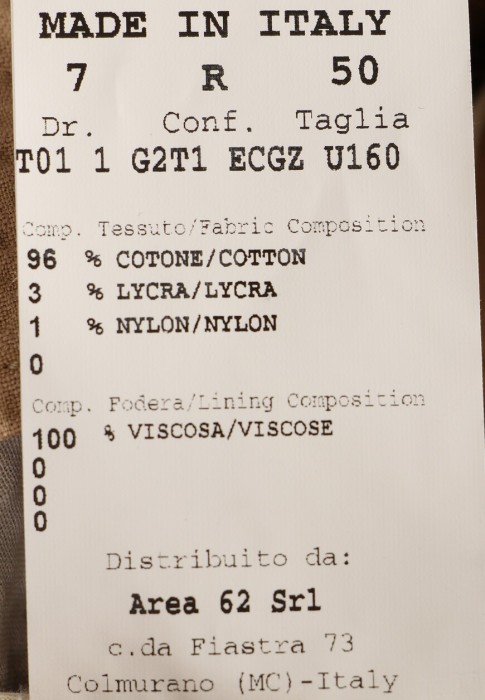 MADE IN ITALY
7 R 50
Dr. Conf. Taglia
T01 1 G2T1 ECGZ U160
Comp. Tessuto/Fabric Composition
96 % COTONE/COTTON
3 % LYCRA/LYCRA
1 % NYLON/NYLON
0
Comp. Fodera/Lining Composition
100 % VISCOSA/VISCOSE
0
0
0
Distribuito da:
Area 62 Srl
c.da Fiastra 73
Colmurano (MC)-Italy